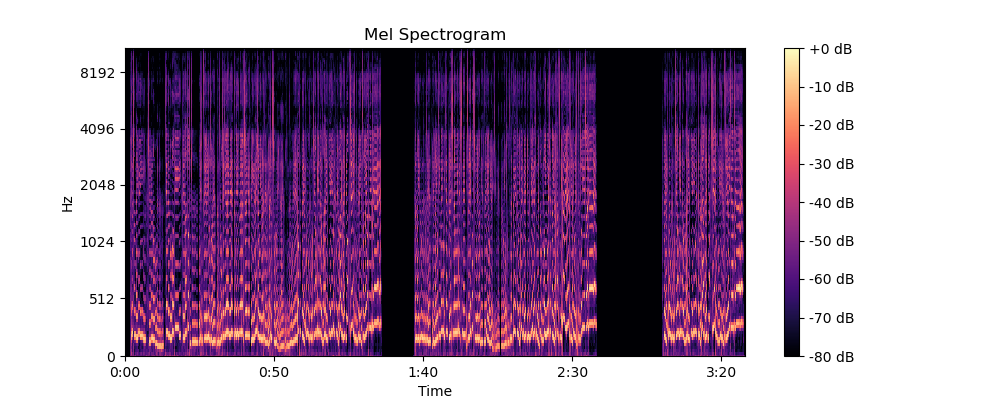 Mel Spectrogram
8192
4096
2048
1024
512
0
Hz
0:00
0:50
1:40
2:30
3:20
Time
+0 dB
-10 dB
-20 dB
-30 dB
-40 dB
-50 dB
-60 dB
-70 dB
-80 dB